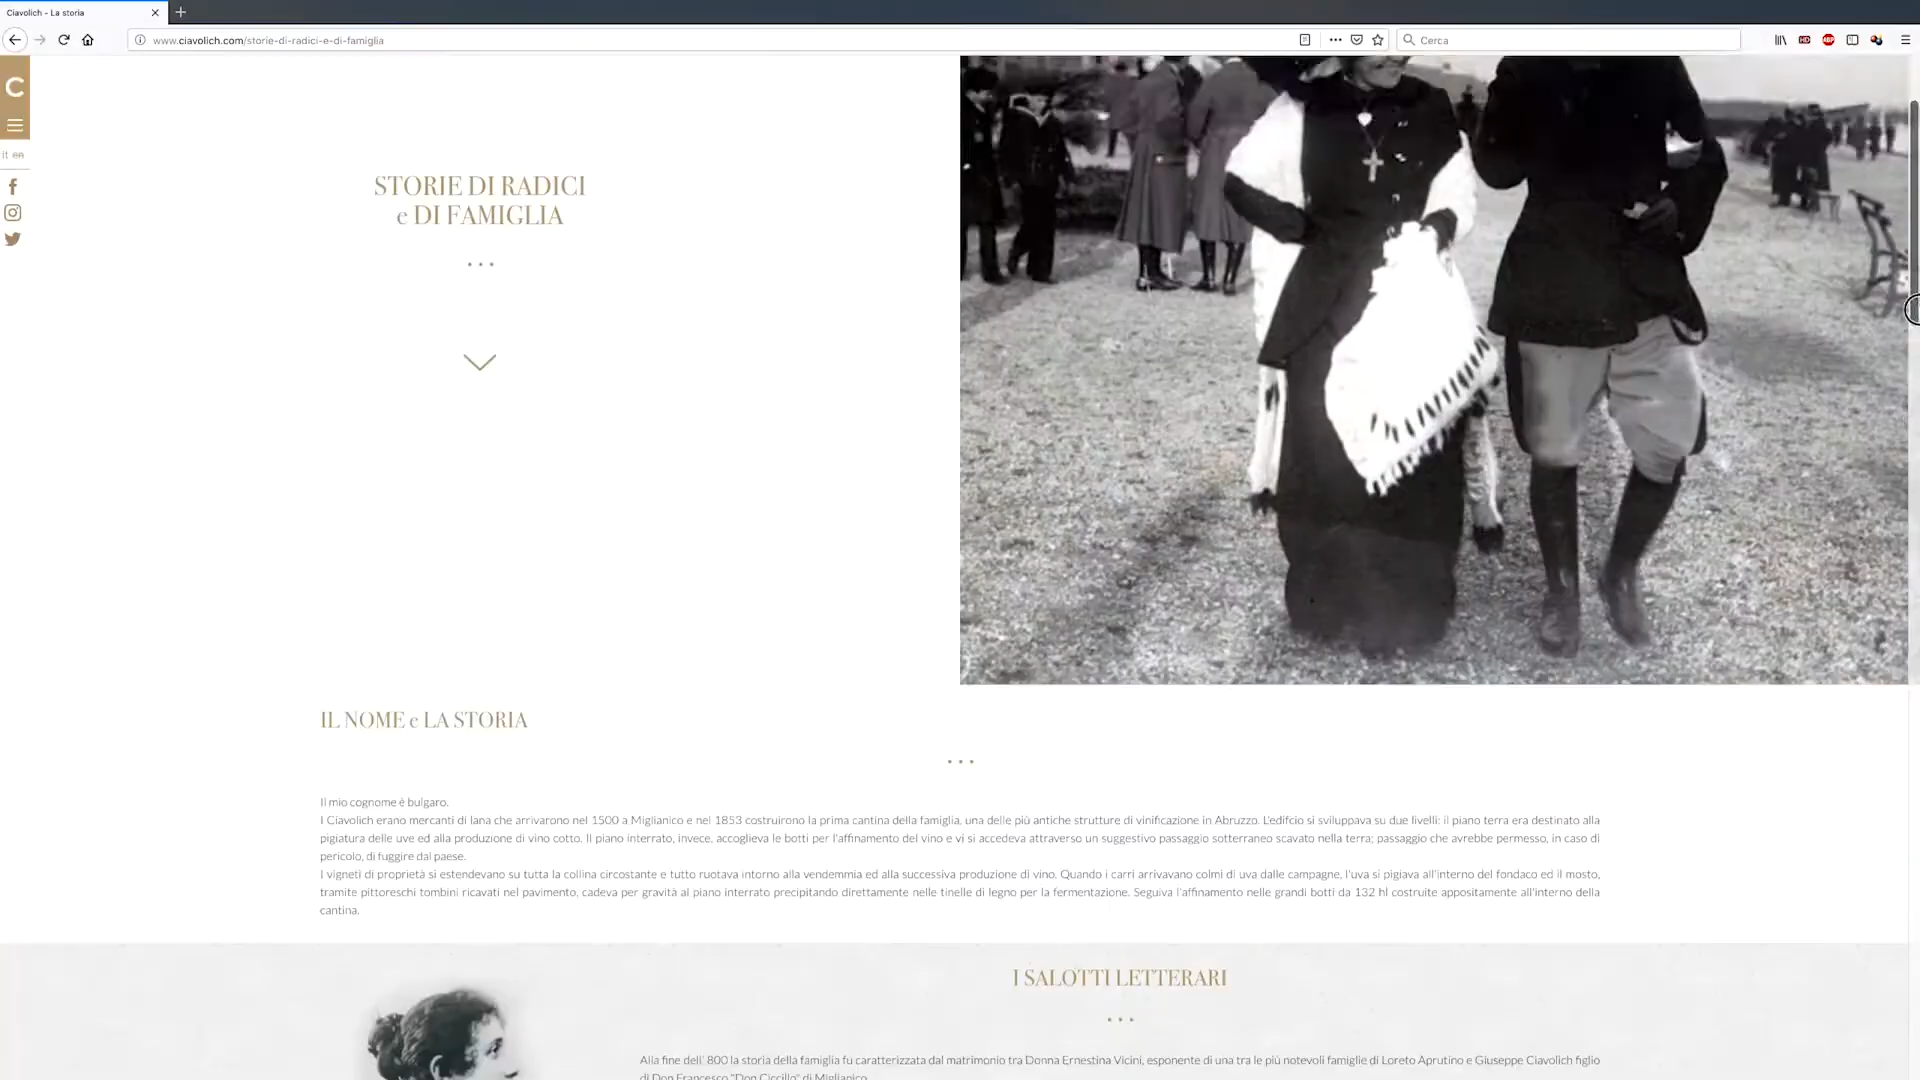 Ciavolich - La storia
www.ciavolich.com/storie-di-radici-e-di-famiglia
Cerca
HD
ABP
C
it en
STORIE DI RADICI
e DI FAMIGLIA
IL NOME e LA STORIA
Il mio cognome è bulgaro.
I Ciavolich erano mercanti di lana che arrivarono nel 1500 a Miglianico e nel 1853 costruirono la prima cantina della famiglia, una delle più antiche strutture di vinificazione in Abruzzo. L'edificio si sviluppava su due livelli: il piano terra era destinato alla
pigiatura delle uve ed alla produzione di vino cotto. Il piano interrato, invece, accoglieva le botti per l'affinamento del vino e vi si accedeva attraverso un suggestivo passaggio sotterraneo scavato nella terra; passaggio che avrebbe permesso, in caso di
pericolo, di fuggire dal paese.
I vigneti di proprietà si estendevano su tutta la collina circostante e tutto ruotava intorno alla vendemmia ed alla successiva produzione di vino. Quando i carri arrivavano colmi di uva dalle campagne, l'uva si pigiava all'interno del fondaco ed il mosto,
tramite pittoreschi tombini ricavati nel pavimento, cadeva per gravità al piano interrato precipitando direttamente nelle tinelle di legno per la fermentazione. Seguiva l'affinamento nelle grandi botti da 132 hl costruite appositamente all'interno della
cantina.
I SALOTTI LETTERARI
Alla fine dell' 800 la storia della famiglia fu caratterizzata dal matrimonio tra Donna Ernestina Vicini, esponente di una tra le più notevoli famiglie di Loreto Aprutino e Giuseppe Ciavolich figlio
di Don Francesco "Don Ciccillo" di Miglianico.